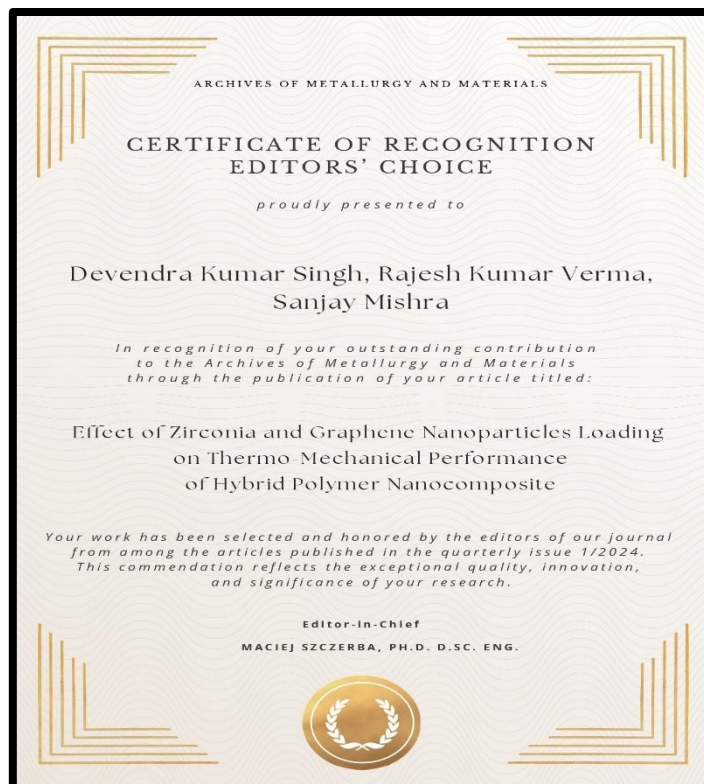 ARCHIVES OF METALLURGY AND MATERIALS
CERTIFICATE OF RECOGNITION
EDITORS' CHOICE
proudly presented to
Devendra Kumar Singh, Rajesh Kumar Verma,
Sanjay Mishra
In recognition of your outstanding contribution
to the Archives of Metallurgy and Materials
through the publication of your article titled:
Effect of Zirconia and Graphene Nanoparticles Loading
on Thermo-Mechanical Performance
of Hybrid Polymer Nanocomposite
Your work has been selected and honored by the editors of our journal
from among the articles published in the quarterly issue 1/2024.
This commendation reflects the exceptional quality, innovation,
and significance of your research.
Editor-in-Chief
MACIEJ SZCZERBA, PH.D. D.SC. ENG.